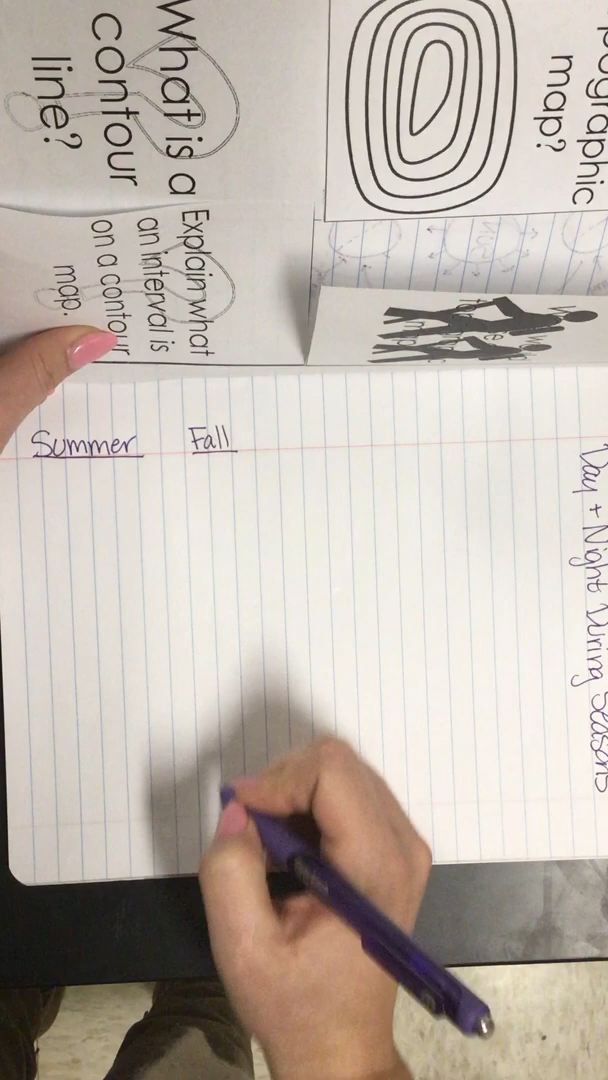 What is a
contour
line?
Explain what
an interval is
on a contour
map.
map?
Summer
Fall
Day + Night During Seasons